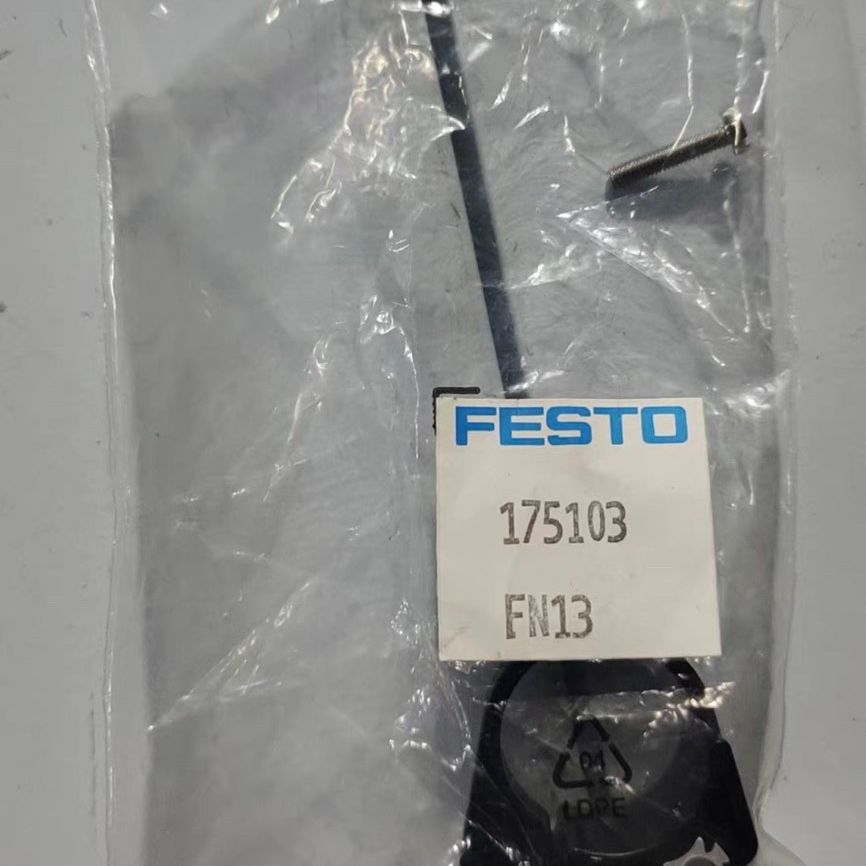 FESTO
175103
FN13
04
LDPE